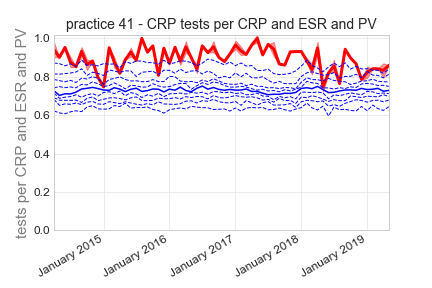 practice 41 - CRP tests per CRP and ESR and PV
tests per CRP and ESR and PV
1.0
0.8
0.6
0.4
0.2
0.0
January 2015
January 2016
January 2017
January 2018
January 2019